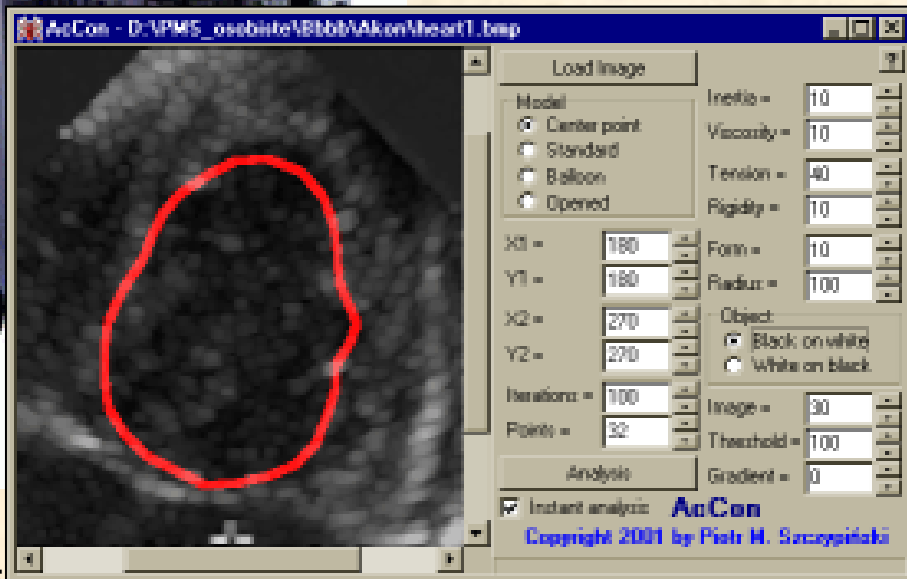 AcCon - D:\PMS_osobiste\Bbbb\Akon\heart1.bmp
?
Load Image
Model
Center point
Standard
Balloon
Opened
X1 = 180
Y1 = 180
X2 = 270
Y2 = 270
Iterations = 100
Points = 32
Analysis
Instant analysis
Inertia = 10
Viscosity = 10
Tension = 40
Rigidity = 10
Form = 10
Radius = 100
Object
Black on white
White on black
Image = 30
Threshold = 100
Gradient = 0
AcCon
Copyright 2001 by Piotr M. Szczypiński